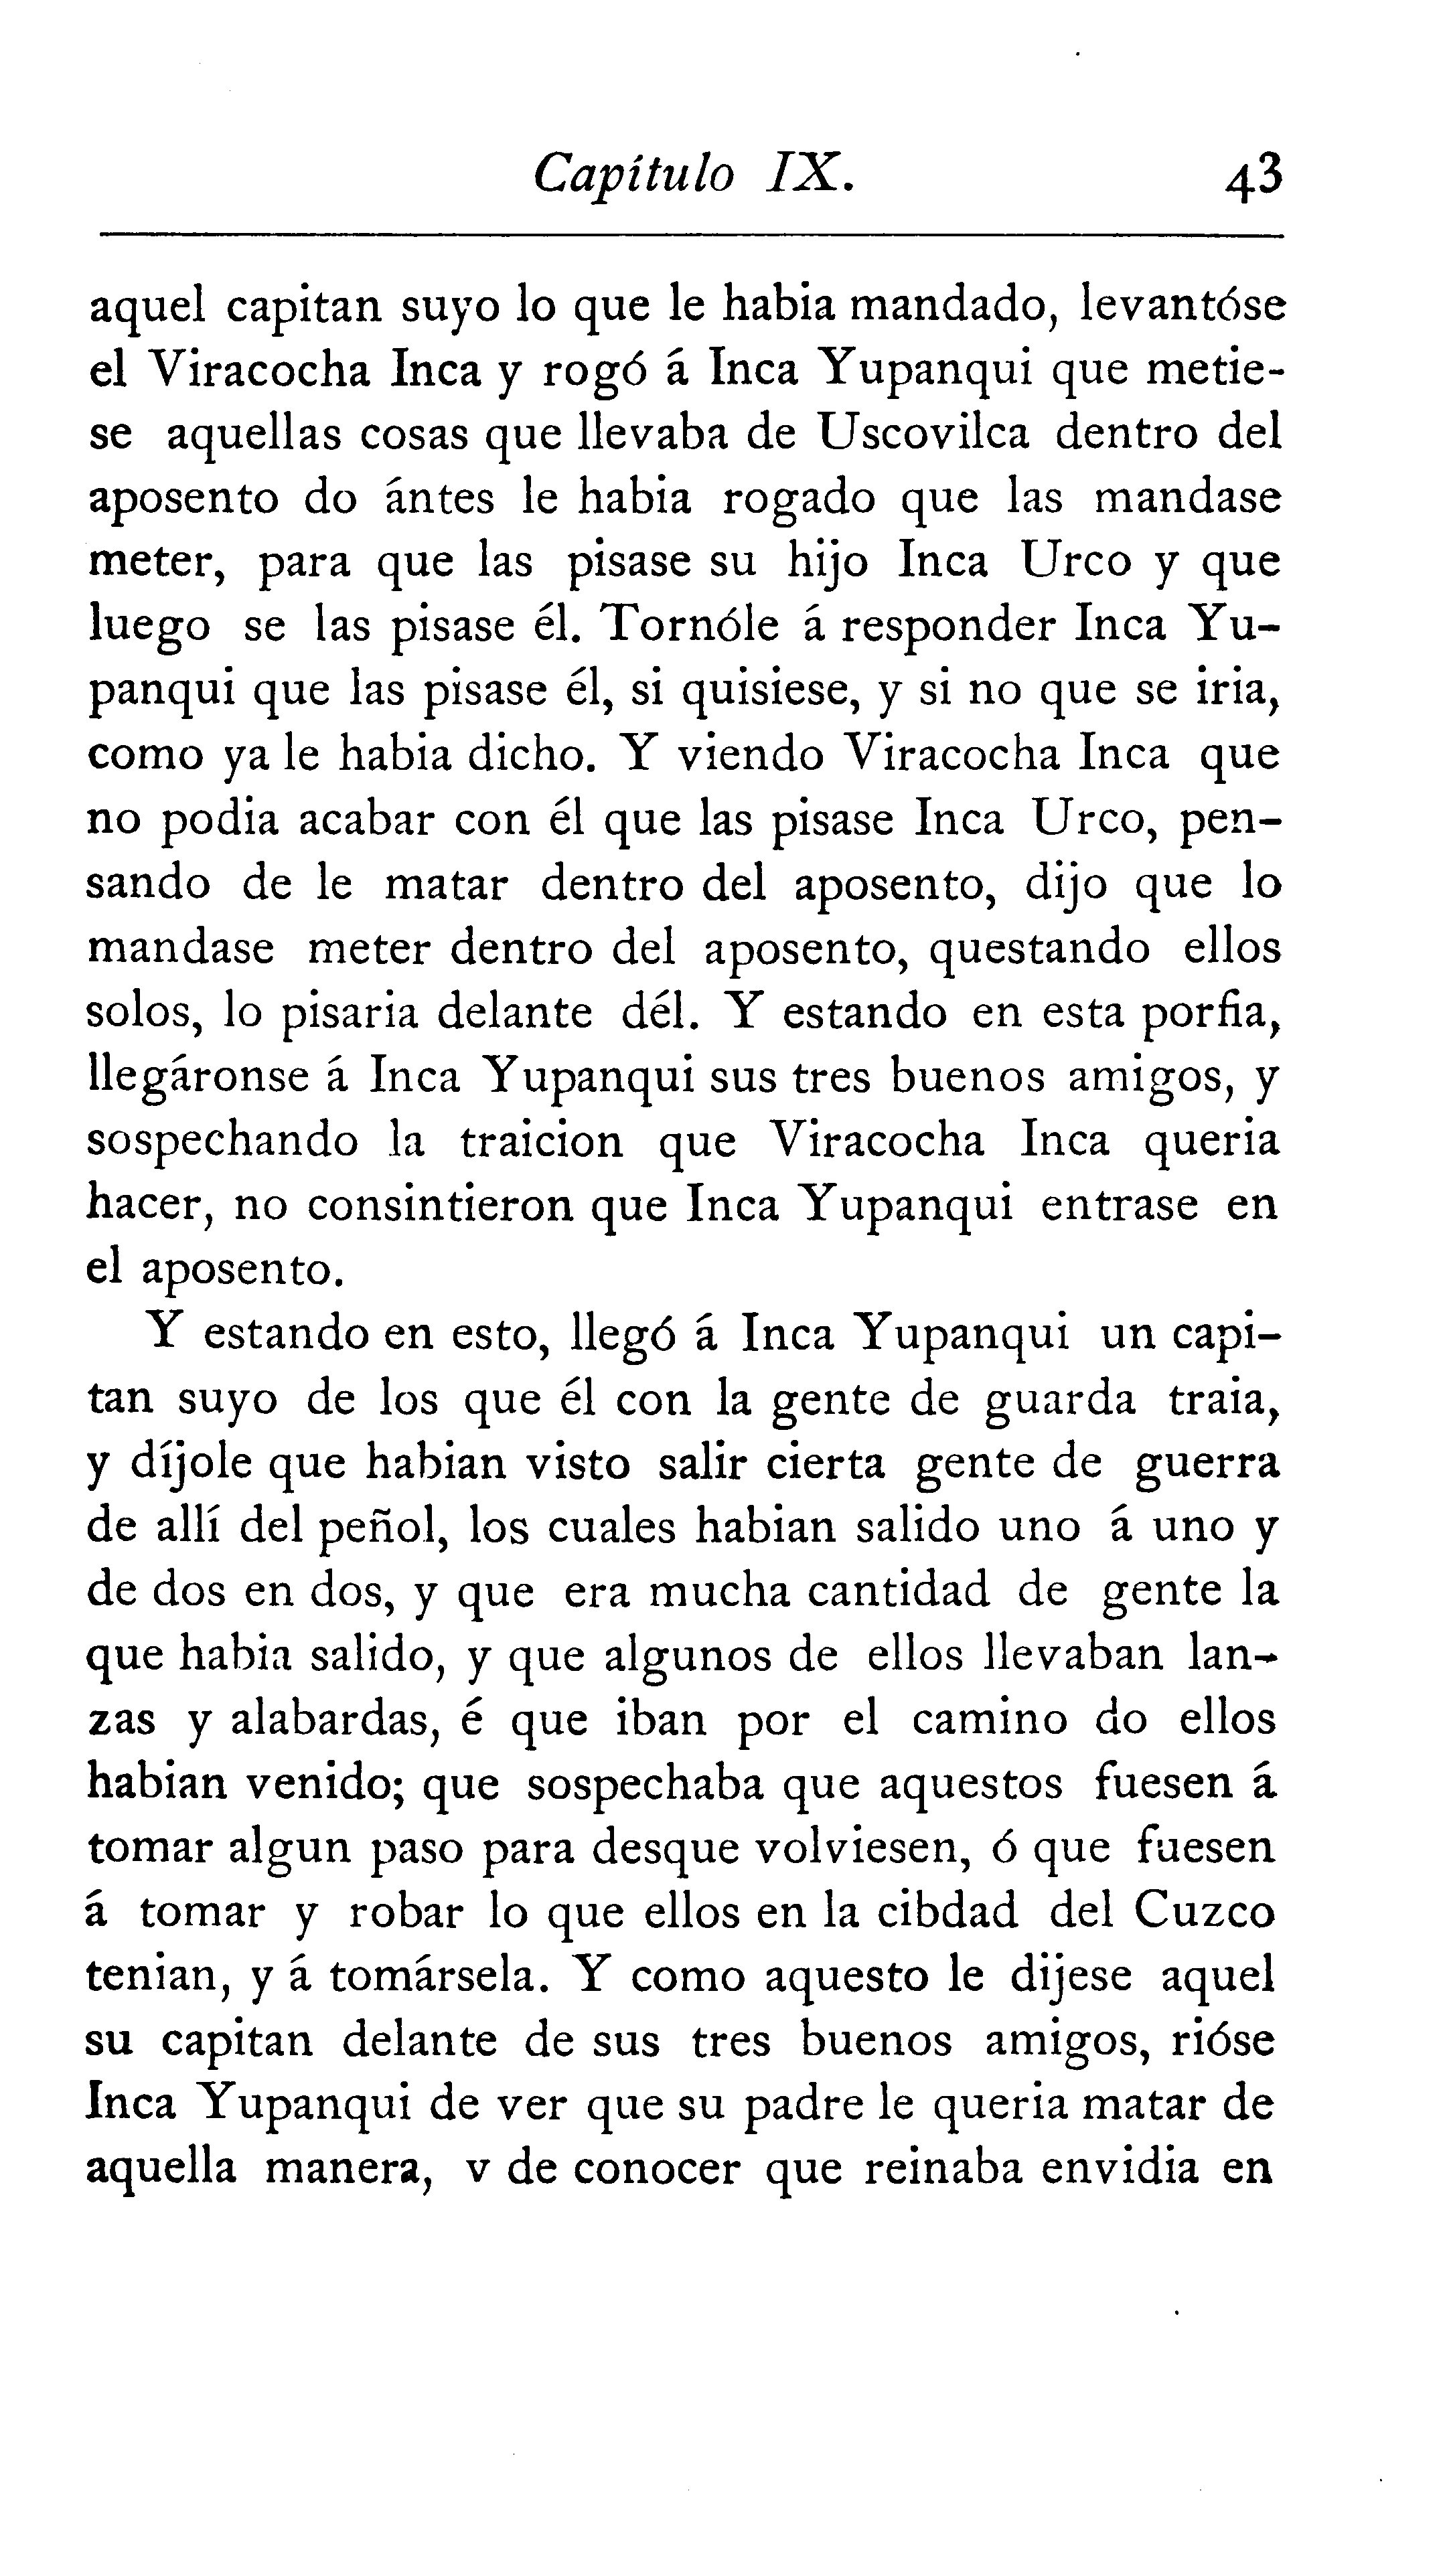 Capítulo IX. 43
aquel capitan suyo lo que le habia mandado, levantóse
el Viracocha Inca y rogó á Inca Yupanqui que metie-
se aquellas cosas que llevaba de Uscovilca dentro del
aposento do ántes le habia rogado que las mandase
meter, para que las pisase su hijo Inca Urco y que
luego se las pisase él. Tornóle á responder Inca Yu-
panqui que las pisase él, si quisiese, y si no que se iria,
como ya le habia dicho. Y viendo Viracocha Inca que
no podia acabar con él que las pisase Inca Urco, pen-
sando de le matar dentro del aposento, dijo que lo
mandase meter dentro del aposento, questando ellos
solos, lo pisaria delante dél. Y estando en esta porfia,
llegáronse á Inca Yupanqui sus tres buenos amigos, y
sospechando la traicion que Viracocha Inca queria
hacer, no consintieron que Inca Yupanqui entrase en
el aposento.
Y estando en esto, llegó á Inca Yupanqui un capi-
tan suyo de los que él con la gente de guarda traia,
y díjole que habian visto salir cierta gente de guerra
de allí del peñol, los cuales habian salido uno á uno y
de dos en dos, y que era mucha cantidad de gente la
que habia salido, y que algunos de ellos llevaban lan-
zas y alabardas, é que iban por el camino do ellos
habian venido; que sospechaba que aquestos fuesen á
tomar algun paso para desque volviesen, ó que fuesen
á tomar y robar lo que ellos en la cibdad del Cuzco
tenian, y á tomársela. Y como aquesto le dijese aquel
su capitan delante de sus tres buenos amigos, rióse
Inca Yupanqui de ver que su padre le queria matar de
aquella manera, v de conocer que reinaba envidia en